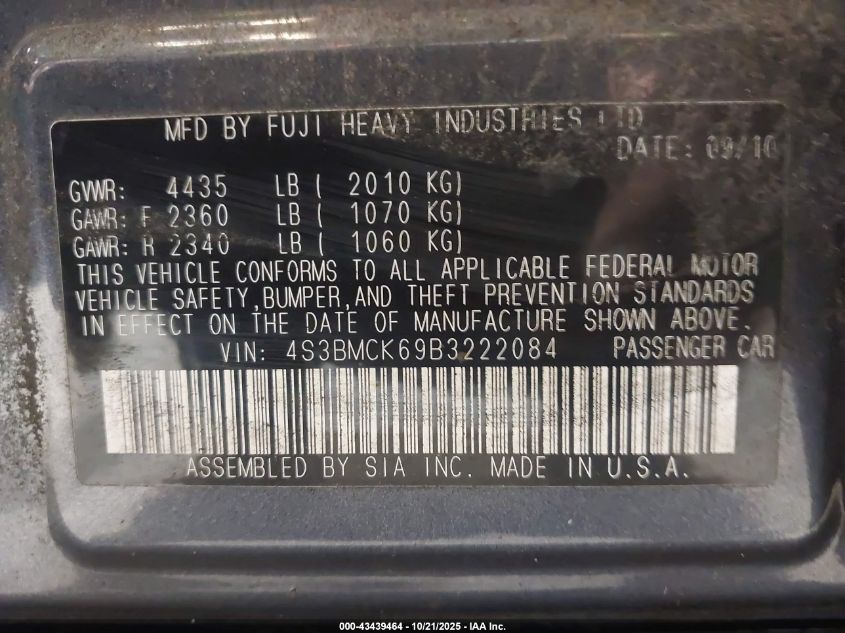 MFD BY FUJI HEAVY INDUSTRIES LTD
DATE: 09/10
GVWR: 4435 LB ( 2010 KG)
GAWR: F 2360 LB ( 1070 KG)
GAWR: R 2340 LB ( 1060 KG)
THIS VEHICLE CONFORMS TO ALL APPLICABLE FEDERAL MOTOR
VEHICLE SAFETY,BUMPER,AND THEFT PREVENTION STANDARDS
IN EFFECT ON THE DATE OF MANUFACTURE SHOWN ABOVE.
VIN: 4S3BMCK69B3222084 PASSENGER CAR
ASSEMBLED BY SIA INC. MADE IN U.S.A.
000-43439464 - 10/21/2025 - IAA Inc.